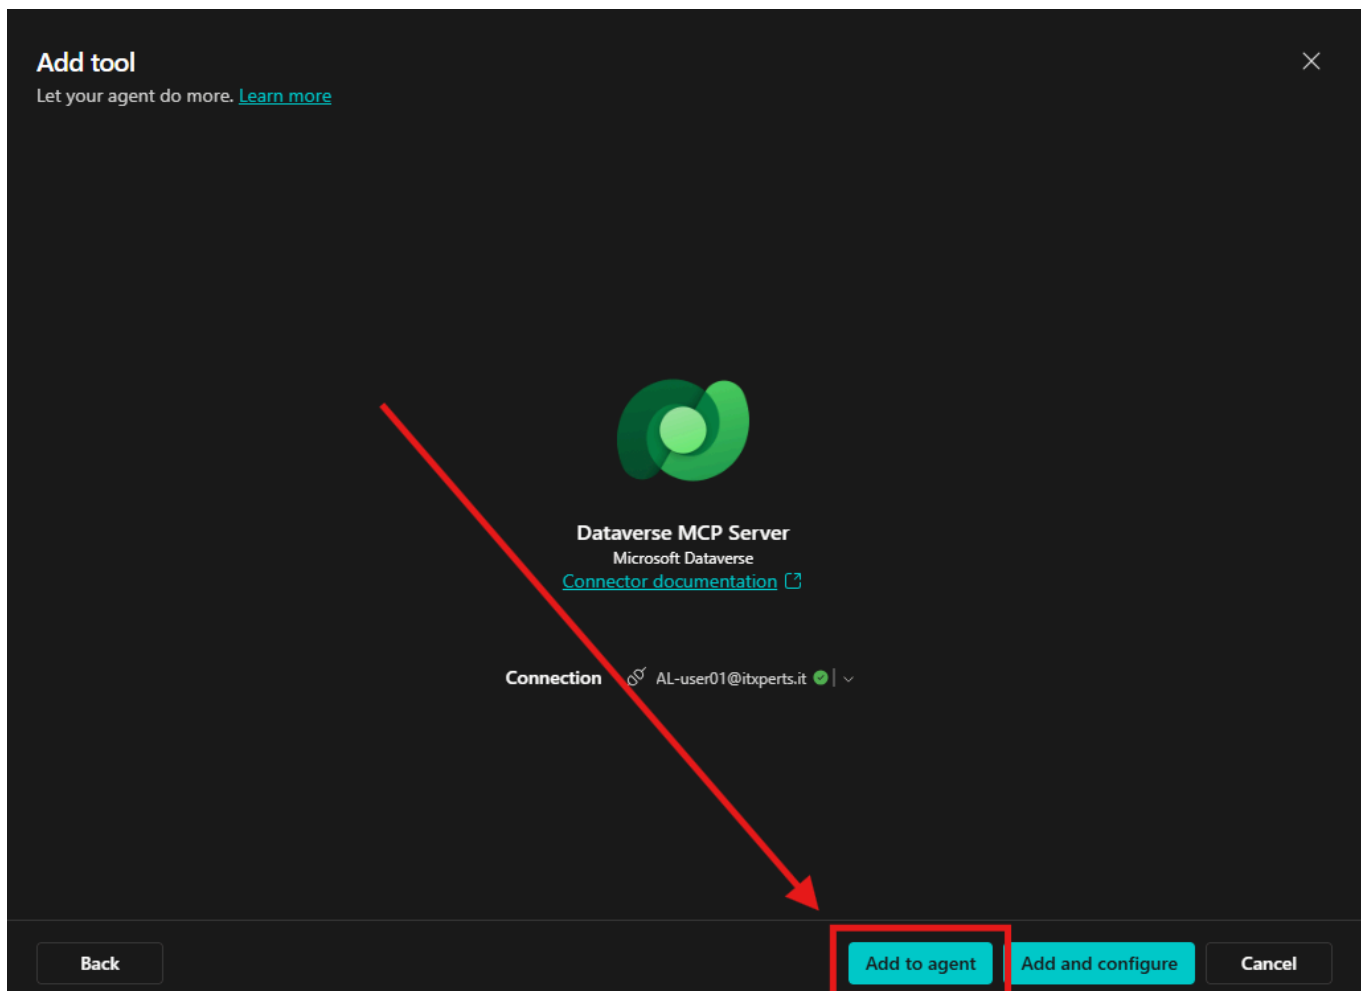 Add tool
Let your agent do more. Learn more
Dataverse MCP Server
Microsoft Dataverse
Connector documentation
Connection AL-user01@itxperts.it
Back Add to agent Add and configure Cancel